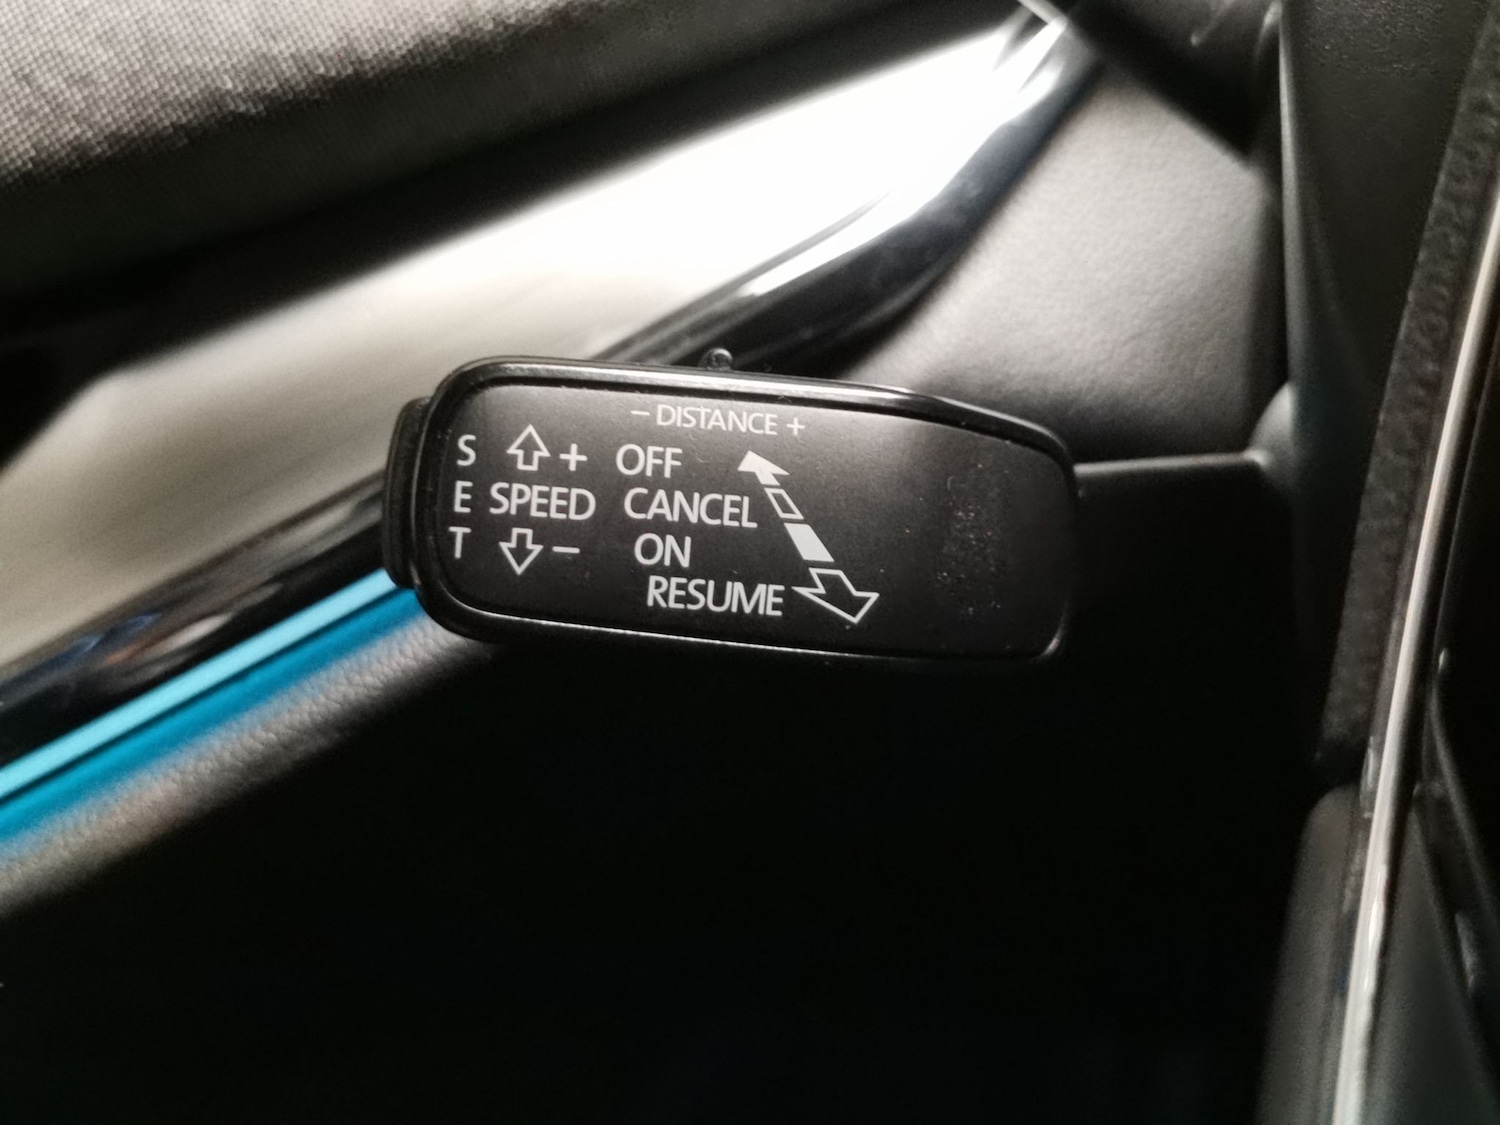 − DISTANCE +
S + OFF
E SPEED CANCEL
T − ON
RESUME